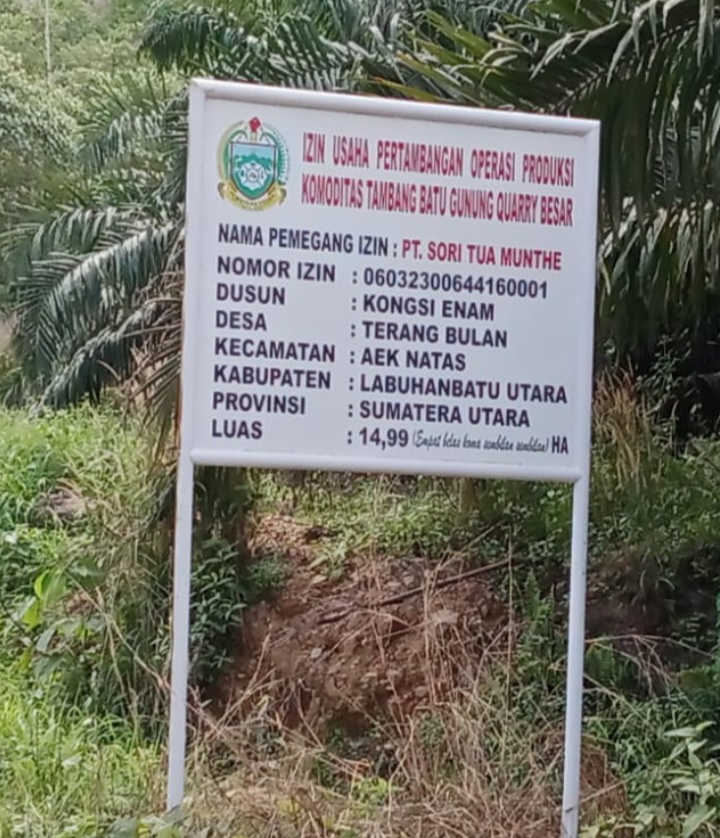 IZIN USAHA PERTAMBANGAN OPERASI PRODUKSI
KOMODITAS TAMBANG BATU GUNUNG QUARRY BESAR
NAMA PEMEGANG IZIN : PT. SORI TUA MUNTHE
NOMOR IZIN : 06032300644160001
DUSUN : KONGSI ENAM
DESA : TERANG BULAN
KECAMATAN : AEK NATAS
KABUPATEN : LABUHANBATU UTARA
PROVINSI : SUMATERA UTARA
LUAS : 14,99 (Empat belas koma sembilan sembilan) HA